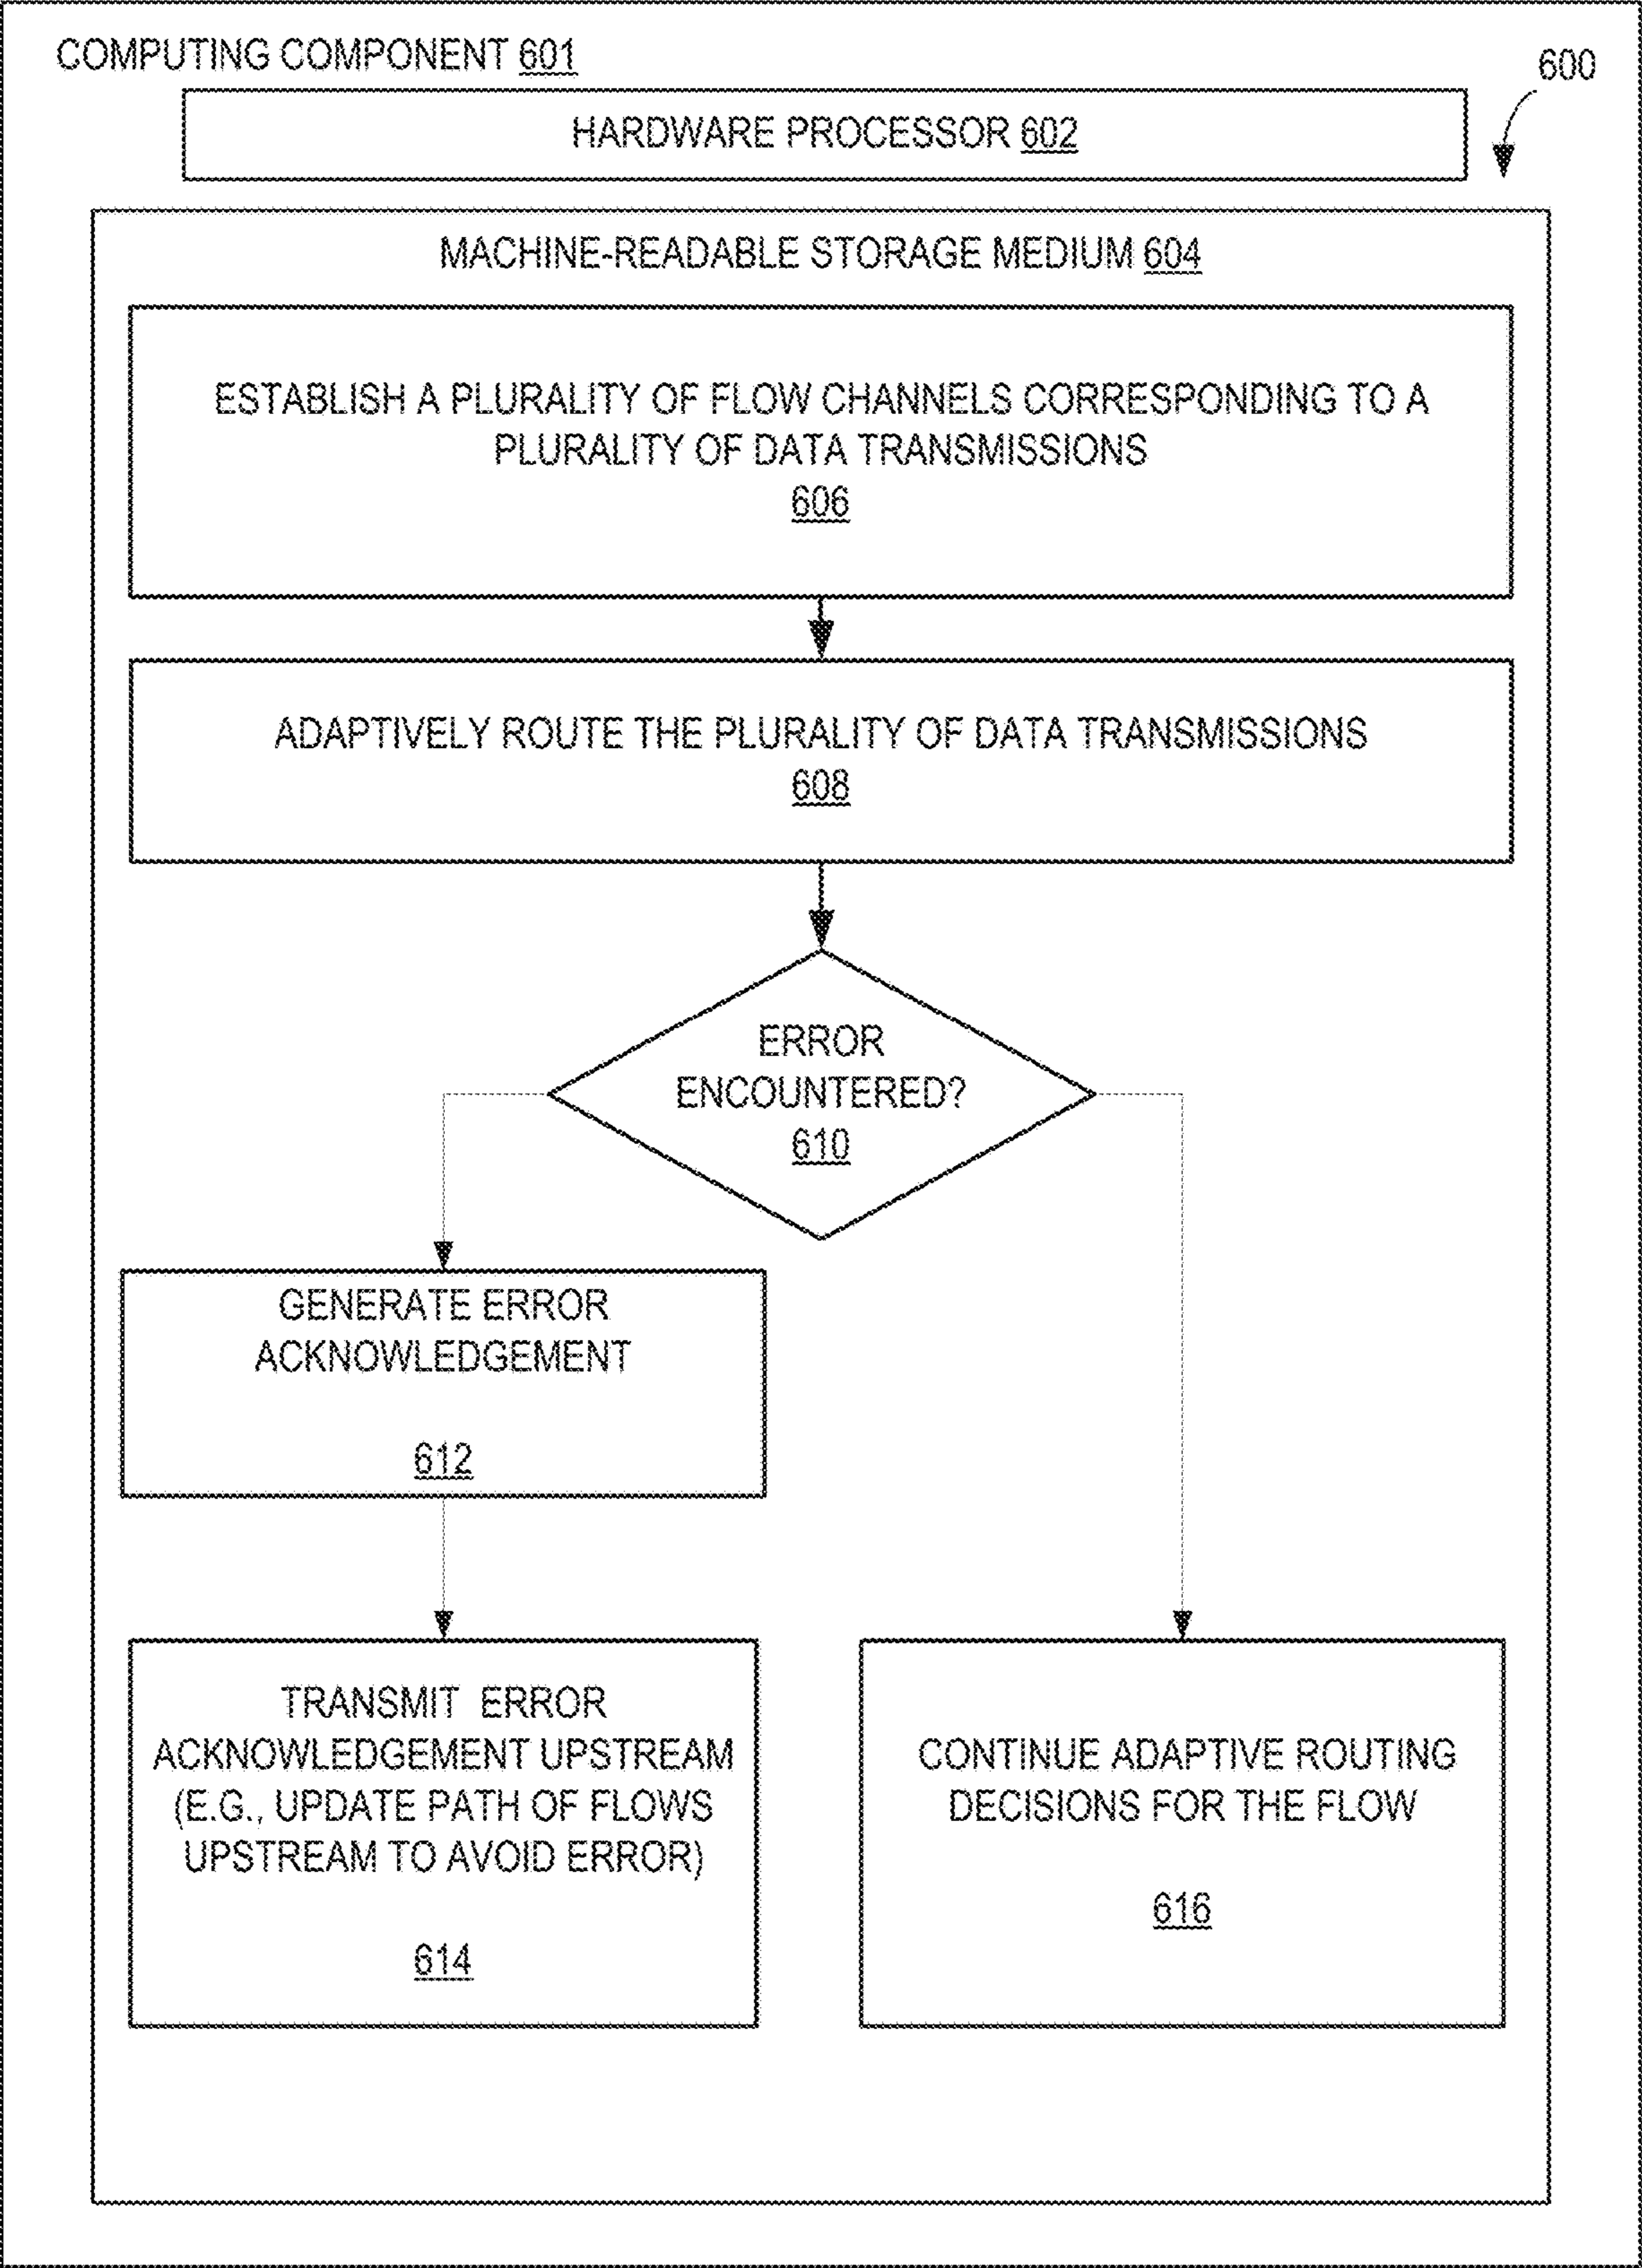 COMPUTING COMPONENT 601
600
HARDWARE PROCESSOR 602
MACHINE-READABLE STORAGE MEDIUM 604
ESTABLISH A PLURALITY OF FLOW CHANNELS CORRESPONDING TO A
PLURALITY OF DATA TRANSMISSIONS
606
ADAPTIVELY ROUTE THE PLURALITY OF DATA TRANSMISSIONS
608
ERROR
ENCOUNTERED?
610
GENERATE ERROR
ACKNOWLEDGEMENT
612
TRANSMIT ERROR
ACKNOWLEDGEMENT UPSTREAM
(E.G., UPDATE PATH OF FLOWS
UPSTREAM TO AVOID ERROR)
614
CONTINUE ADAPTIVE ROUTING
DECISIONS FOR THE FLOW
616